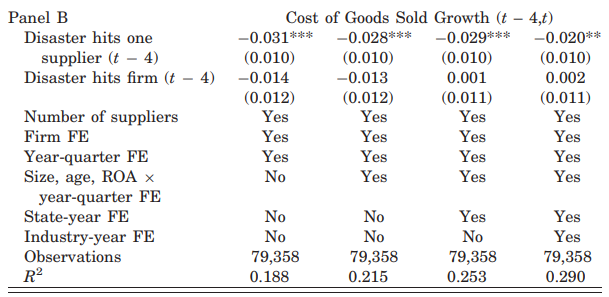 Panel B Cost of Goods Sold Growth (t − 4,t)
Disaster hits one −0.031*** −0.028*** −0.029*** −0.020**
supplier (t − 4) (0.010) (0.010) (0.010) (0.010)
Disaster hits firm (t − 4) −0.014 −0.013 0.001 0.002
(0.012) (0.012) (0.011) (0.011)
Number of suppliers Yes Yes Yes Yes
Firm FE Yes Yes Yes Yes
Year-quarter FE Yes Yes Yes Yes
Size, age, ROA × No Yes Yes Yes
year-quarter FE
State-year FE No No Yes Yes
Industry-year FE No No No Yes
Observations 79,358 79,358 79,358 79,358
R² 0.188 0.215 0.253 0.290